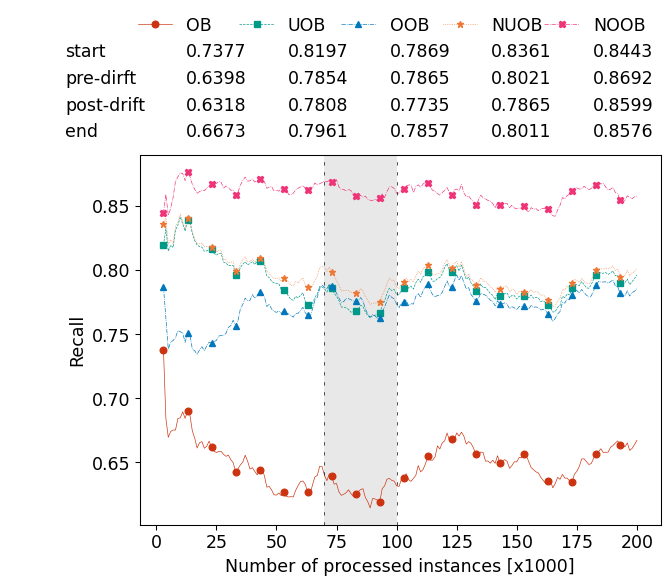 OB UOB OOB NUOB NOOB
start 0.7377 0.8197 0.7869 0.8361 0.8443
pre-dirft 0.6398 0.7854 0.7865 0.8021 0.8692
post-drift 0.6318 0.7808 0.7735 0.7865 0.8599
end 0.6673 0.7961 0.7857 0.8011 0.8576
0.85
0.80
0.75
0.70
0.65
Recall
0 25 50 75 100 125 150 175 200
Number of processed instances [x1000]